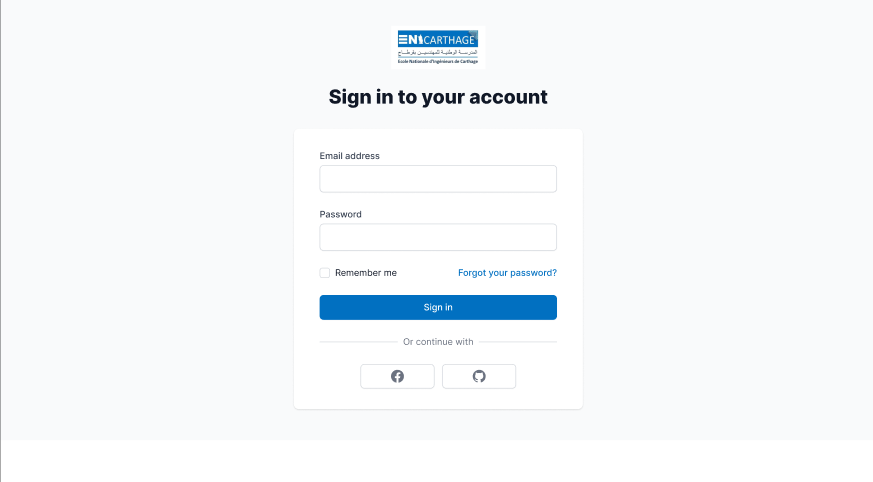 ENICARTHAGE
المدرسة الوطنية للمهندسين بقرطاج
Ecole Nationale d'Ingénieurs de Carthage
Sign in to your account
Email address
Password
Remember me
Forgot your password?
Sign in
Or continue with